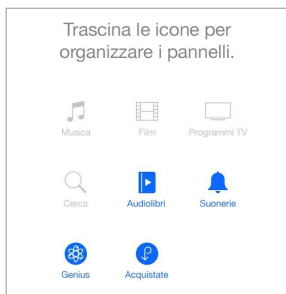 Trascina le icone per
organizzare i pannelli.
Musica Film Programmi TV
Cerca Audiolibri Suonerie
Genius Acquistate